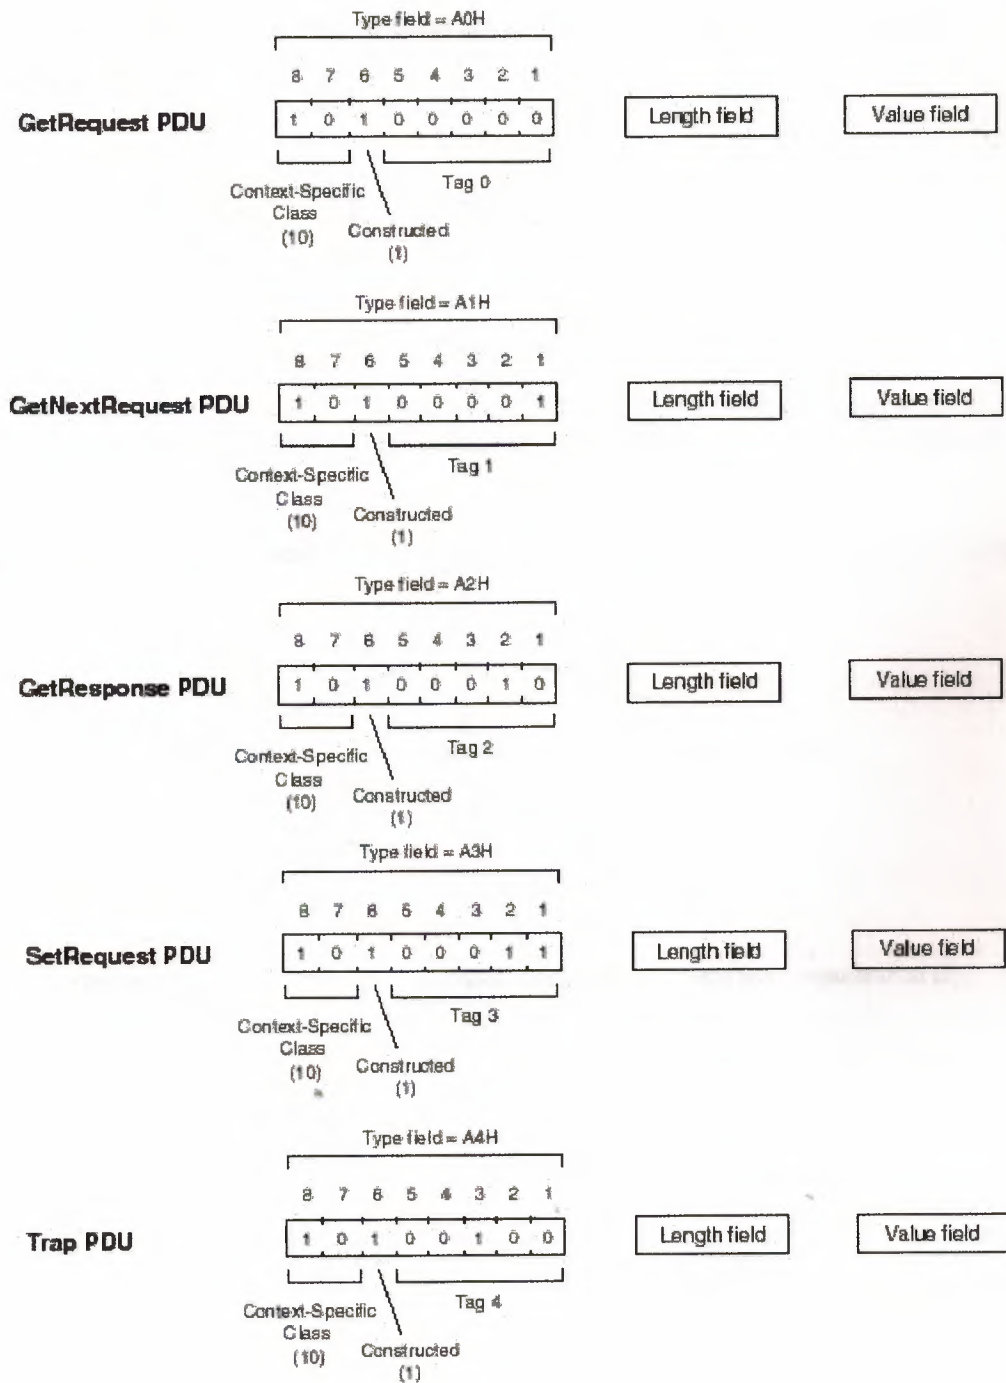 Type field = A0H
8 7 6 5 4 3 2 1
GetRequest PDU 1 0 1 0 0 0 0 0 Length field Value field
Tag 0
Context-Specific
Class
(10)
Constructed
(1)
Type field = A1H
8 7 6 5 4 3 2 1
GetNextRequest PDU 1 0 1 0 0 0 0 1 Length field Value field
Tag 1
Context-Specific
Class
(10)
Constructed
(1)
Type field = A2H
8 7 6 5 4 3 2 1
GetResponse PDU 1 0 1 0 0 0 1 0 Length field Value field
Tag 2
Context-Specific
Class
(10)
Constructed
(1)
Type field = A3H
8 7 6 5 4 3 2 1
SetRequest PDU 1 0 1 0 0 0 1 1 Length field Value field
Tag 3
Context-Specific
Class
(10)
Constructed
(1)
Type field = A4H
8 7 6 5 4 3 2 1
Trap PDU 1 0 1 0 0 1 0 0 Length field Value field
Tag 4
Context-Specific
Class
(10)
Constructed
(1)